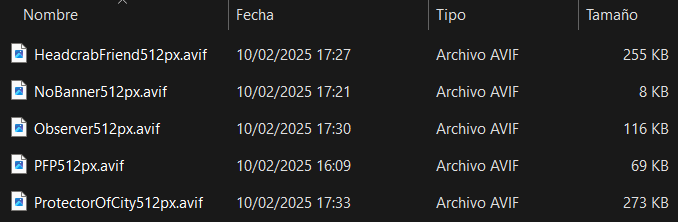 Nombre Fecha Tipo Tamaño
HeadcrabFriend512px.avif 10/02/2025 17:27 Archivo AVIF 255 KB
NoBanner512px.avif 10/02/2025 17:21 Archivo AVIF 8 KB
Observer512px.avif 10/02/2025 17:30 Archivo AVIF 116 KB
PFP512px.avif 10/02/2025 16:09 Archivo AVIF 69 KB
ProtectorOfCity512px.avif 10/02/2025 17:33 Archivo AVIF 273 KB